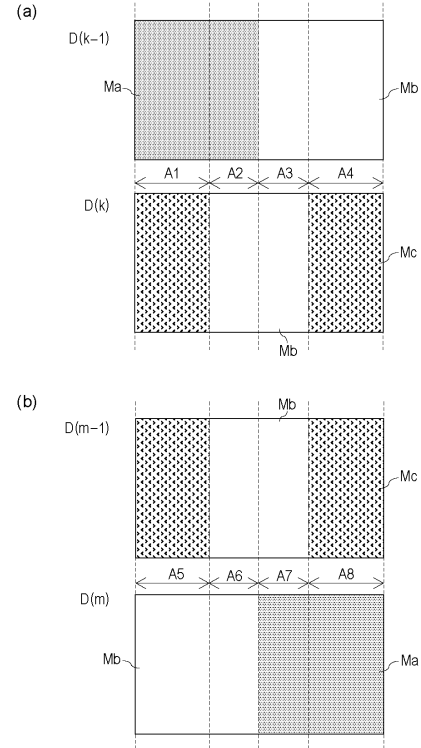 (a)
D(k−1)
Ma
Mb
A1 A2 A3 A4
D(k)
Mc
Mb
(b)
Mb
D(m−1)
Mc
A5 A6 A7 A8
D(m)
Mb
Ma